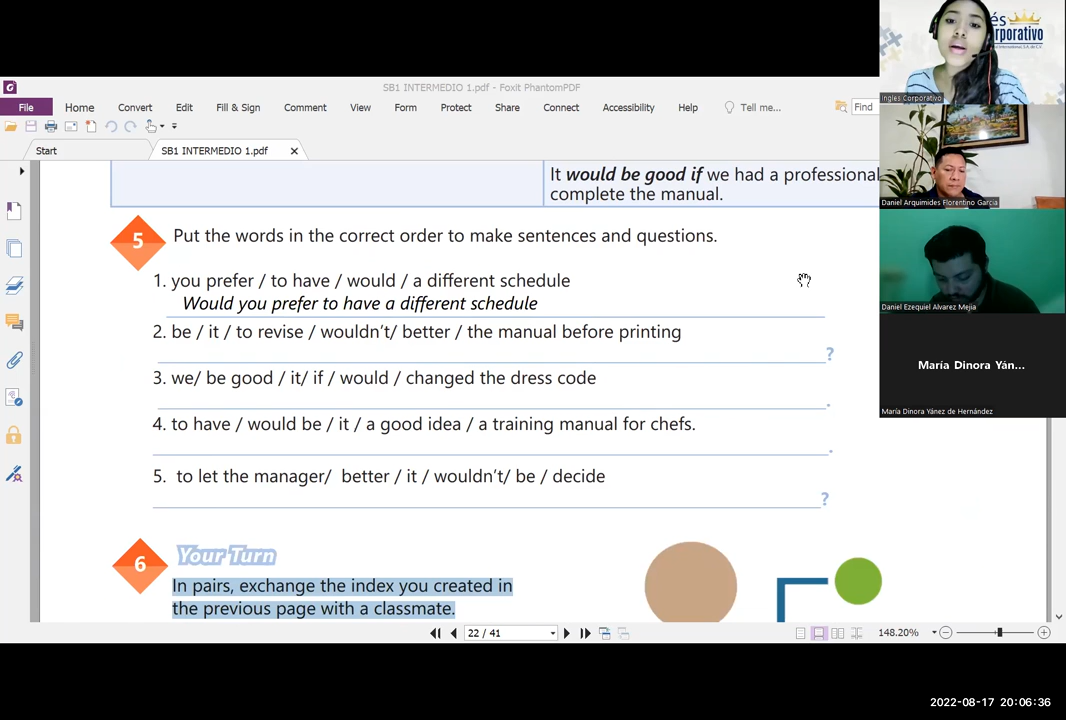 és
rporativo
Inglés Corporativo
SB1 INTERMEDIO 1.pdf - Foxit PhantomPDF
File Home Convert Edit Fill & Sign Comment View Form Protect Share Connect Accessibility Help Tell me... Find
Start SB1 INTERMEDIO 1.pdf
It would be good if we had a professional
complete the manual.
Daniel Arquimides Florentino Garcia
5 Put the words in the correct order to make sentences and questions.
1. you prefer / to have / would / a different schedule
Would you prefer to have a different schedule
2. be / it / to revise / wouldn't/ better / the manual before printing
?
Daniel Ezequiel Alvarez Mejia
3. we/ be good / it/ if / would / changed the dress code
.
María Dinora Yán...
María Dinora Yánez de Hernández
4. to have / would be / it / a good idea / a training manual for chefs.
.
5. to let the manager/ better / it / wouldn't/ be / decide
?
6 Your Turn
In pairs, exchange the index you created in
the previous page with a classmate.
22 / 41
148.20%
2022-08-17 20:06:36